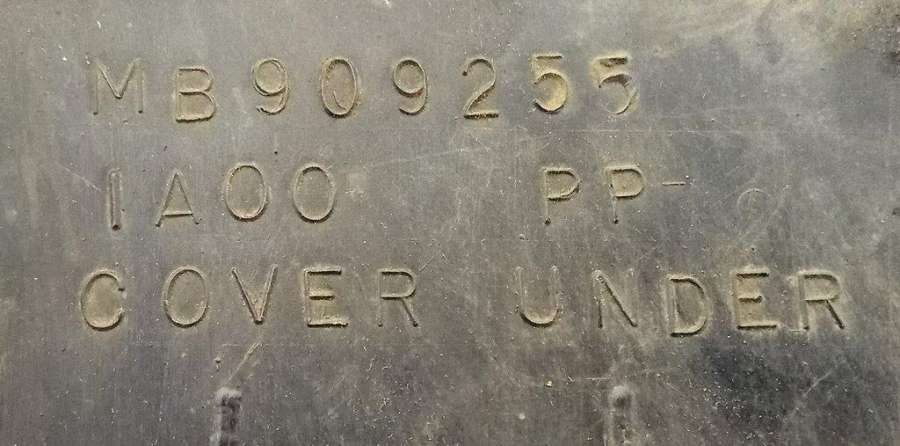 MB909255
1A00 PP-
COVER UNDER